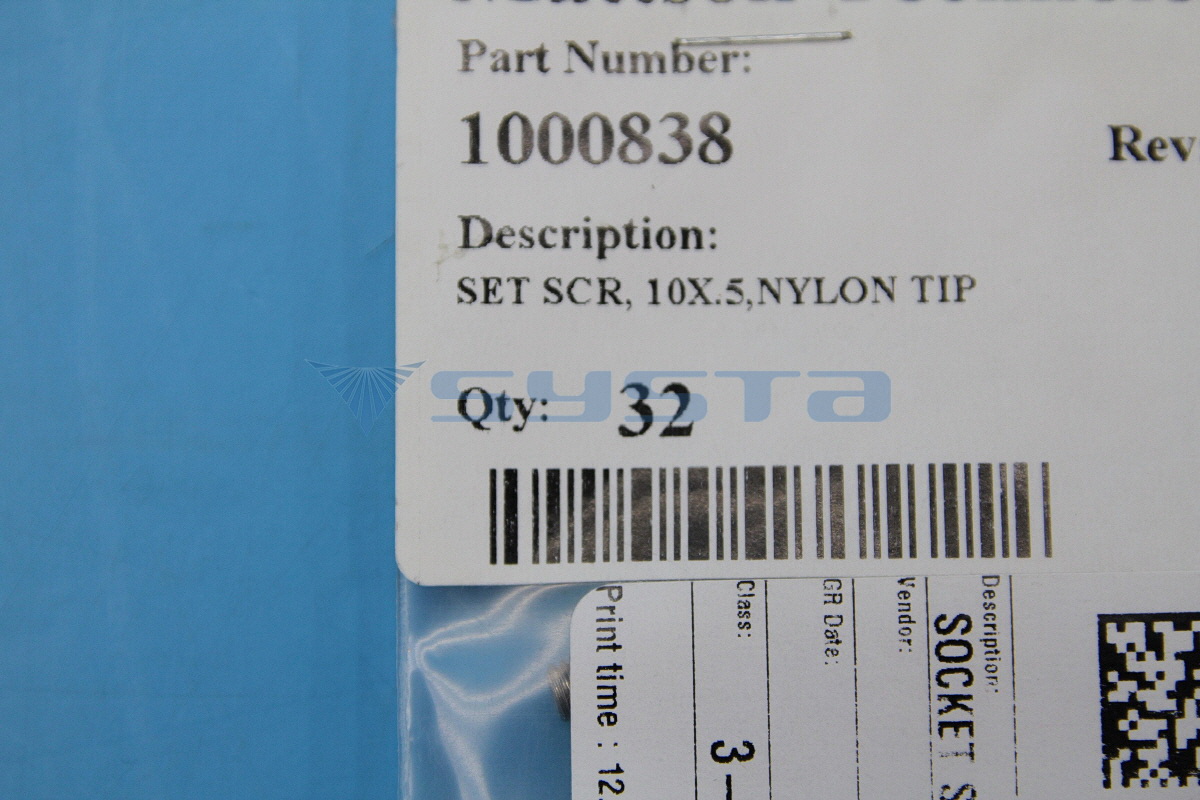 Part Number:
1000838
Rev
Description:
SET SCR, 10X.5,NYLON TIP
Qty: 32
SYSTA
Description:
SOCKET S
Vendor:
GR Date:
Class: 3-
Print time : 12.